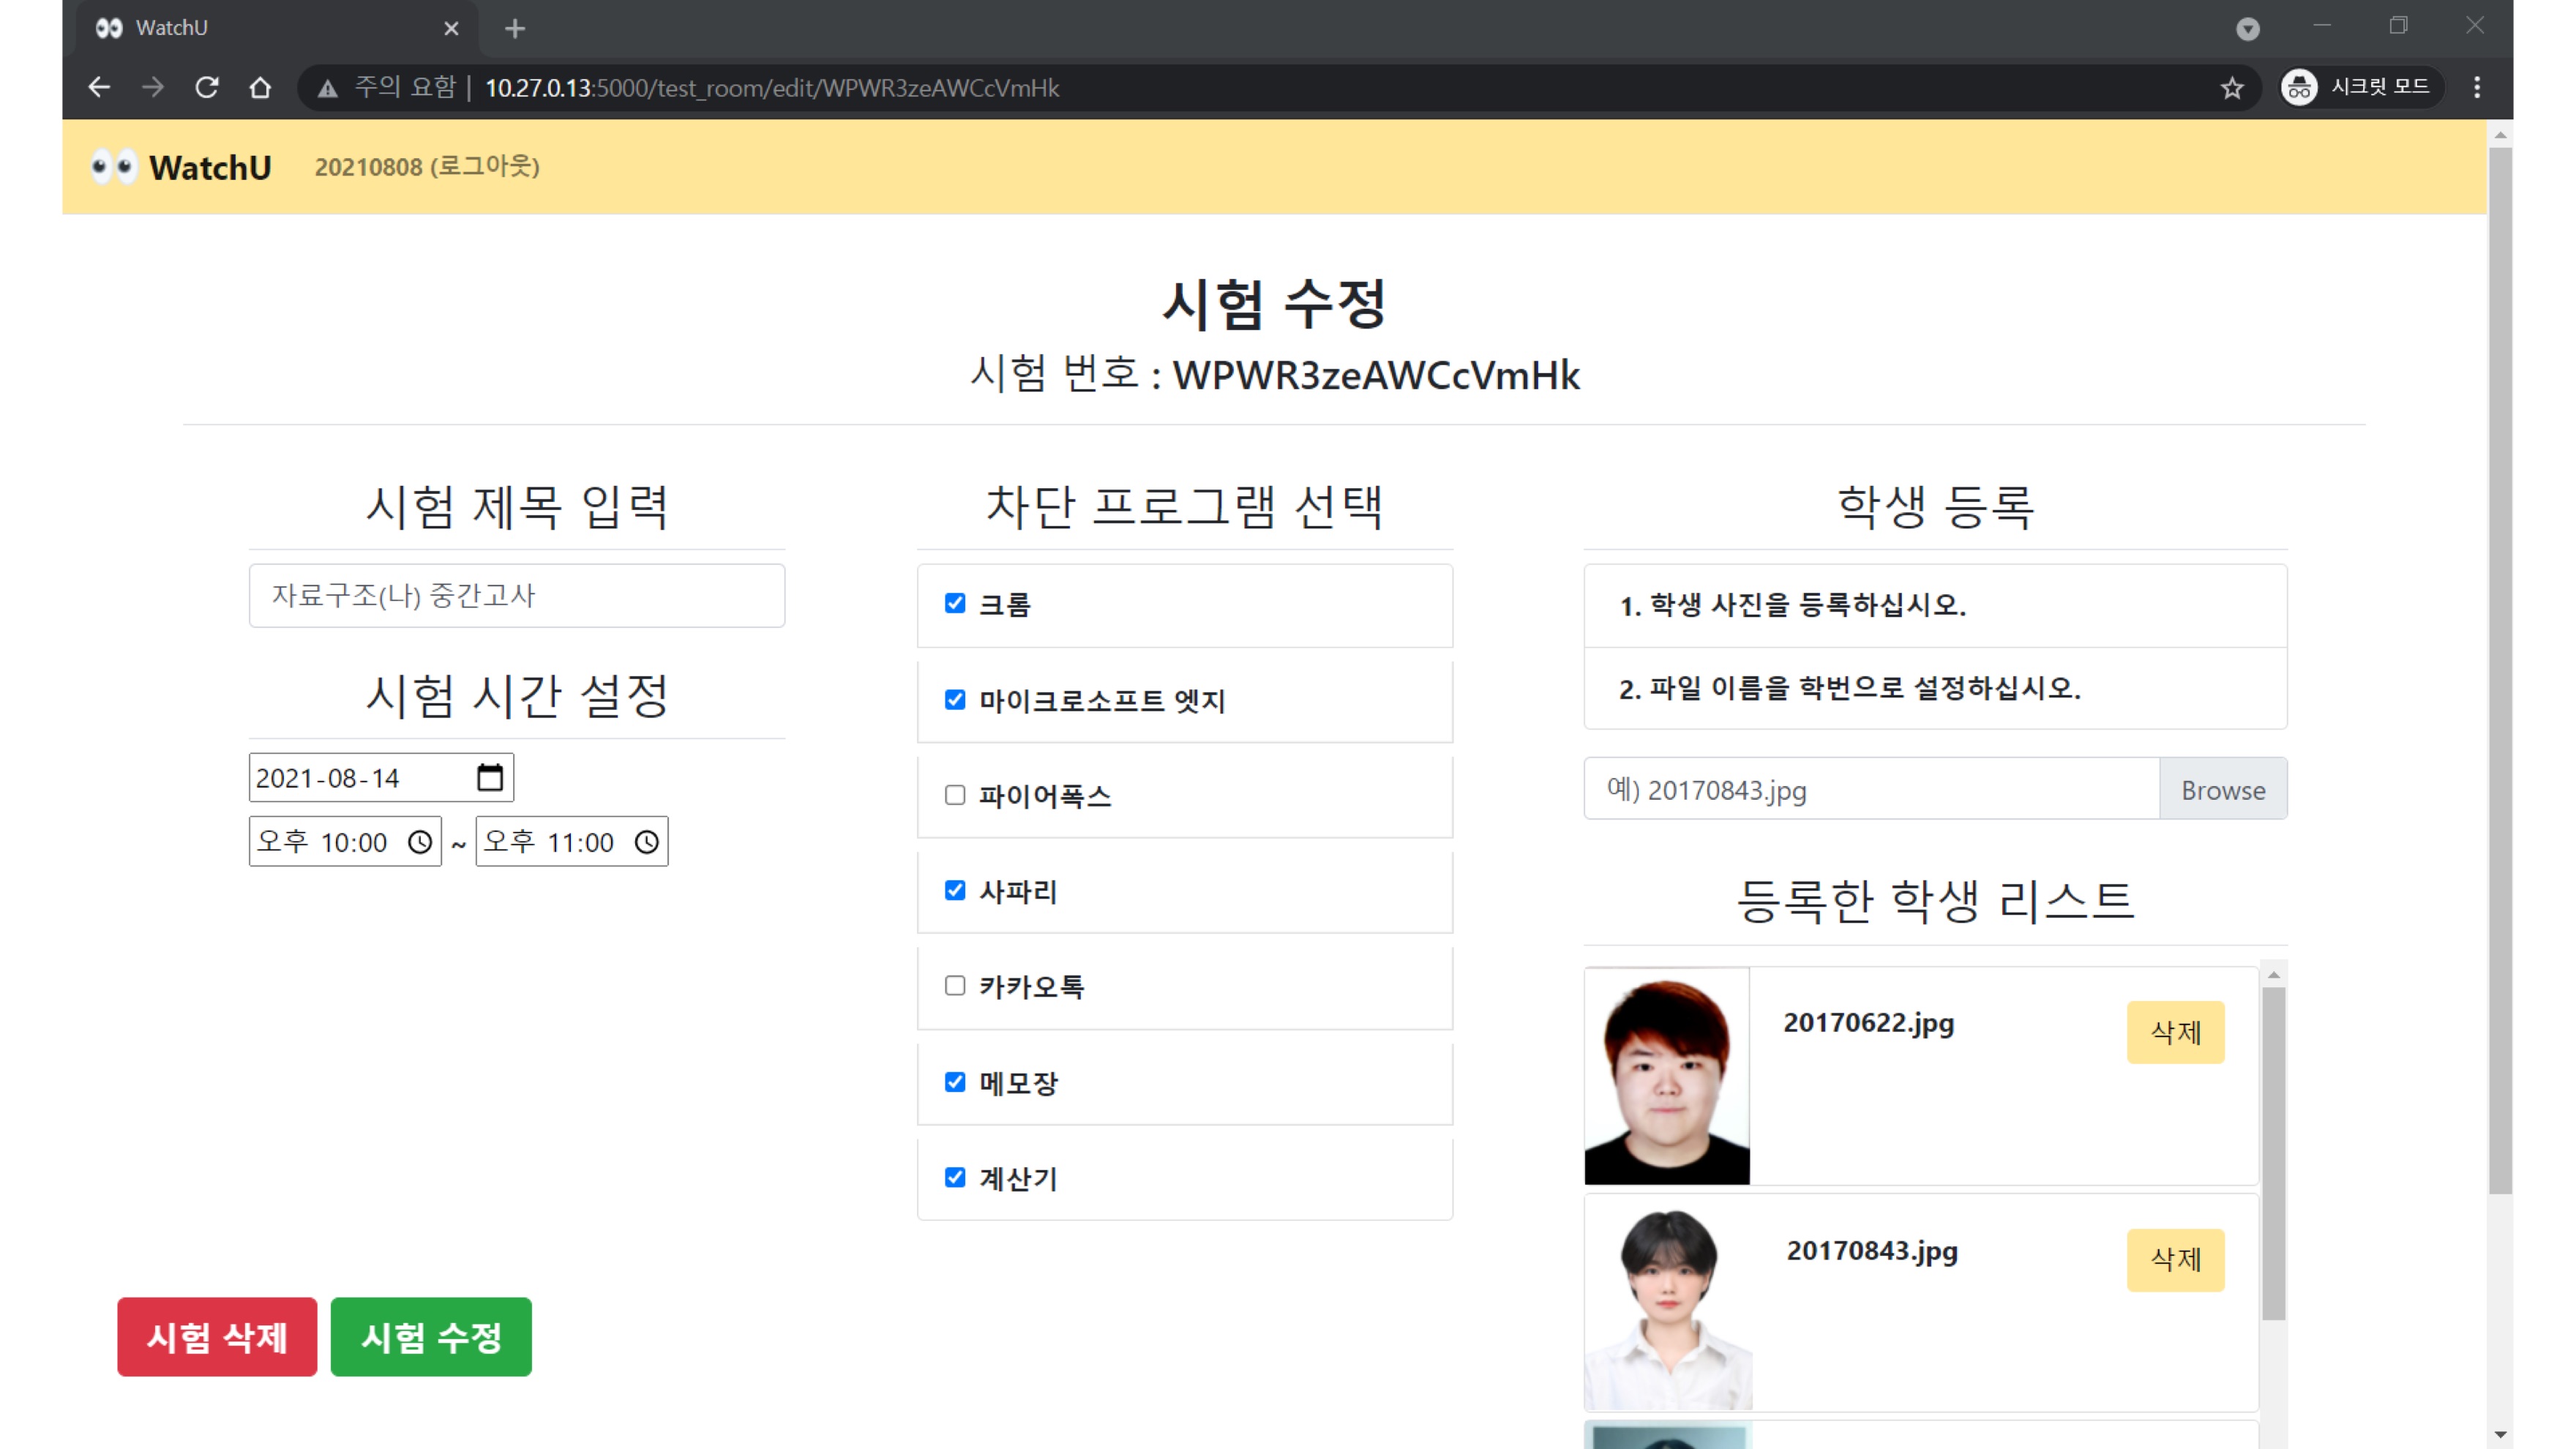 WatchU
주의 요함 | 10.27.0.13:5000/test_room/edit/WPWR3zeAWCcVmHk
시크릿 모드
WatchU 20210808 (로그아웃)
시험 수정
시험 번호 : WPWR3zeAWCcVmHk
시험 제목 입력
자료구조(나) 중간고사
시험 시간 설정
2021-08-14
오후 10:00 ~ 오후 11:00
차단 프로그램 선택
크롬
마이크로소프트 엣지
파이어폭스
사파리
카카오톡
메모장
계산기
학생 등록
1. 학생 사진을 등록하십시오.
2. 파일 이름을 학번으로 설정하십시오.
예) 20170843.jpg Browse
등록한 학생 리스트
20170622.jpg 삭제
20170843.jpg 삭제
시험 삭제 시험 수정